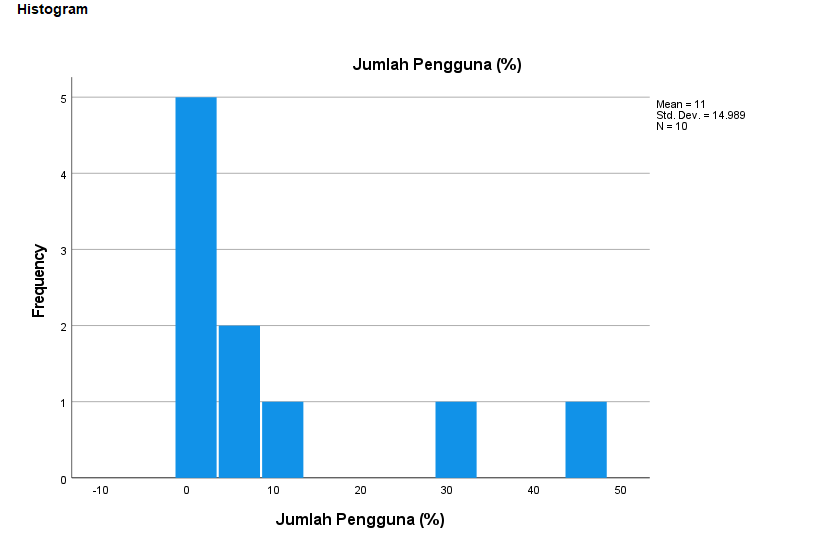 Histogram
Jumlah Pengguna (%)
Mean = 11
Std. Dev. = 14.989
N = 10
5
4
3
2
1
0
Frequency
-10 0 10 20 30 40 50
Jumlah Pengguna (%)